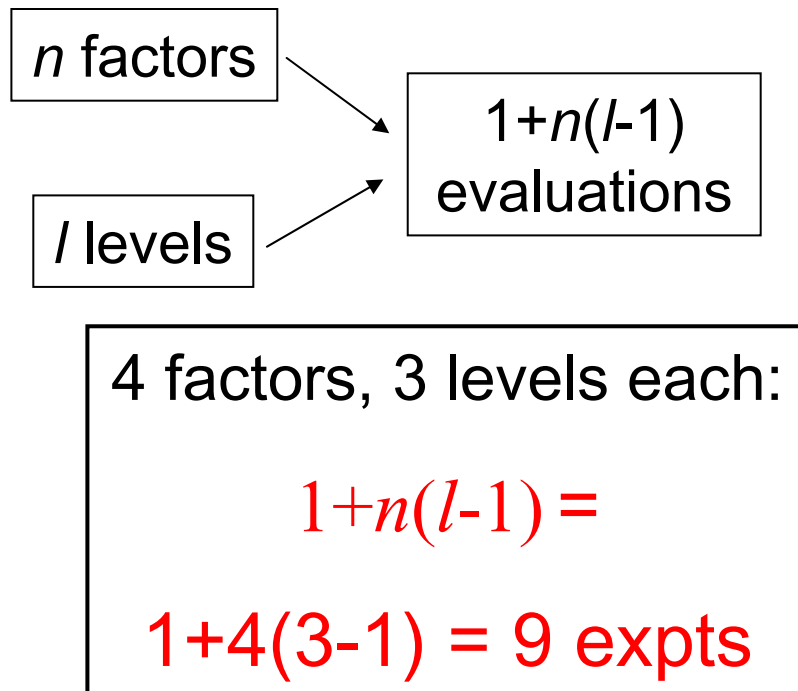 n factors
l levels
1+n(l-1)
evaluations
4 factors, 3 levels each:
1+n(l-1) =
1+4(3-1) = 9 expts